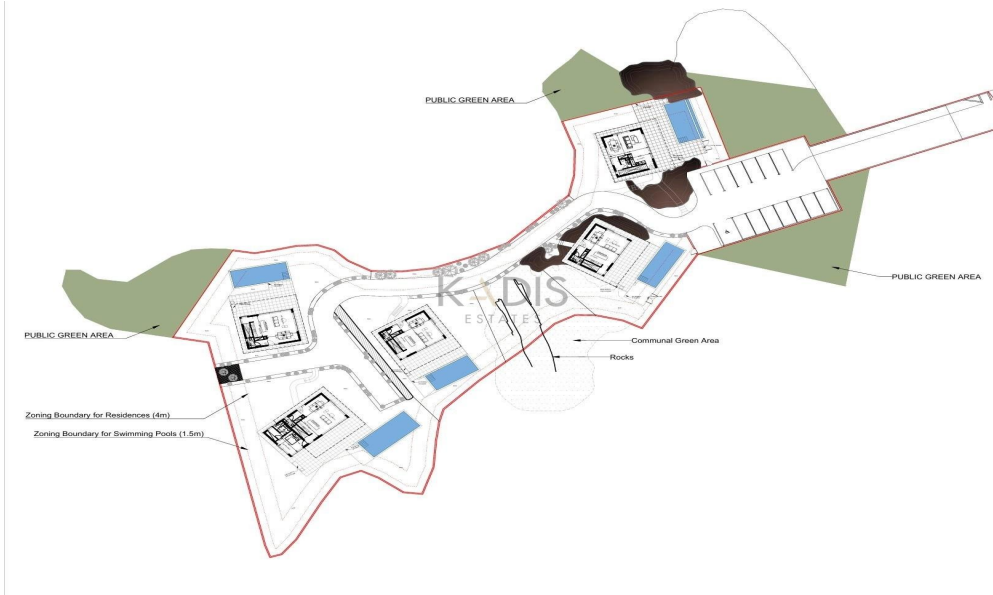 PUBLIC GREEN AREA
PUBLIC GREEN AREA
KADIS
ESTATES
PUBLIC GREEN AREA
Communal Green Area
Rocks
Zoning Boundary for Residences (4m)
Zoning Boundary for Swimming Pools (1.5m)